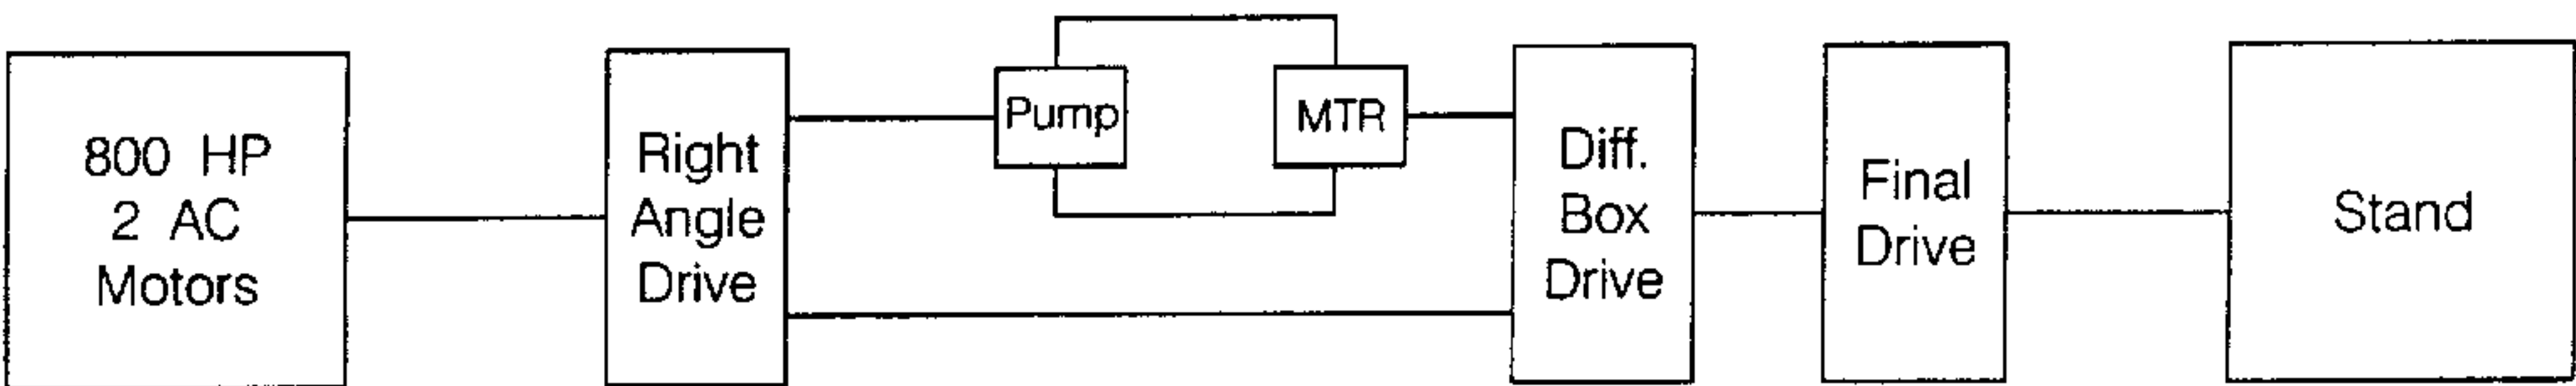 800 HP
2 AC
Motors
Right
Angle
Drive
Pump
MTR
Diff.
Box
Drive
Final
Drive
Stand